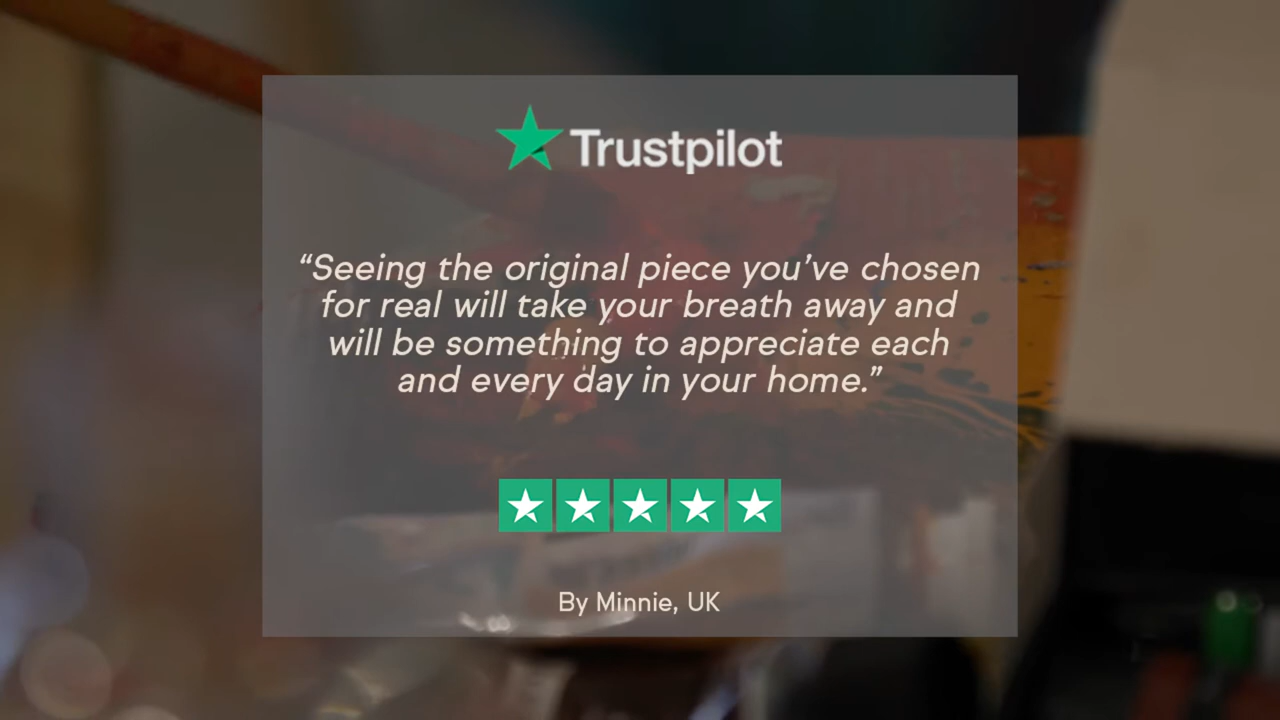 Trustpilot
“Seeing the original piece you’ve chosen
for real will take your breath away and
will be something to appreciate each
and every day in your home.”
By Minnie, UK